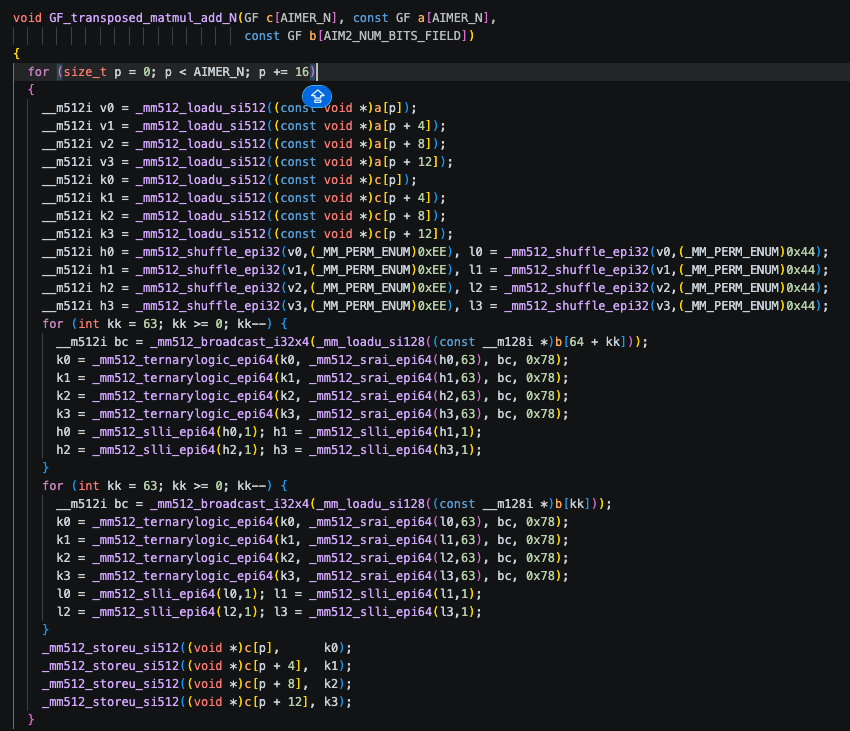 void GF_transposed_matmul_add_N(GF c[AIMER_N], const GF a[AIMER_N],
const GF b[AIM2_NUM_BITS_FIELD])
{
for (size_t p = 0; p < AIMER_N; p += 16)
{
__m512i v0 = _mm512_loadu_si512((const void *)a[p]);
__m512i v1 = _mm512_loadu_si512((const void *)a[p + 4]);
__m512i v2 = _mm512_loadu_si512((const void *)a[p + 8]);
__m512i v3 = _mm512_loadu_si512((const void *)a[p + 12]);
__m512i k0 = _mm512_loadu_si512((const void *)c[p]);
__m512i k1 = _mm512_loadu_si512((const void *)c[p + 4]);
__m512i k2 = _mm512_loadu_si512((const void *)c[p + 8]);
__m512i k3 = _mm512_loadu_si512((const void *)c[p + 12]);
__m512i h0 = _mm512_shuffle_epi32(v0,(_MM_PERM_ENUM)0xEE), l0 = _mm512_shuffle_epi32(v0,(_MM_PERM_ENUM)0x44);
__m512i h1 = _mm512_shuffle_epi32(v1,(_MM_PERM_ENUM)0xEE), l1 = _mm512_shuffle_epi32(v1,(_MM_PERM_ENUM)0x44);
__m512i h2 = _mm512_shuffle_epi32(v2,(_MM_PERM_ENUM)0xEE), l2 = _mm512_shuffle_epi32(v2,(_MM_PERM_ENUM)0x44);
__m512i h3 = _mm512_shuffle_epi32(v3,(_MM_PERM_ENUM)0xEE), l3 = _mm512_shuffle_epi32(v3,(_MM_PERM_ENUM)0x44);
for (int kk = 63; kk >= 0; kk--) {
__m512i bc = _mm512_broadcast_i32x4(_mm_loadu_si128((const __m128i *)b[64 + kk]));
k0 = _mm512_ternarylogic_epi64(k0, _mm512_srai_epi64(h0,63), bc, 0x78);
k1 = _mm512_ternarylogic_epi64(k1, _mm512_srai_epi64(h1,63), bc, 0x78);
k2 = _mm512_ternarylogic_epi64(k2, _mm512_srai_epi64(h2,63), bc, 0x78);
k3 = _mm512_ternarylogic_epi64(k3, _mm512_srai_epi64(h3,63), bc, 0x78);
h0 = _mm512_slli_epi64(h0,1); h1 = _mm512_slli_epi64(h1,1);
h2 = _mm512_slli_epi64(h2,1); h3 = _mm512_slli_epi64(h3,1);
}
for (int kk = 63; kk >= 0; kk--) {
__m512i bc = _mm512_broadcast_i32x4(_mm_loadu_si128((const __m128i *)b[kk]));
k0 = _mm512_ternarylogic_epi64(k0, _mm512_srai_epi64(l0,63), bc, 0x78);
k1 = _mm512_ternarylogic_epi64(k1, _mm512_srai_epi64(l1,63), bc, 0x78);
k2 = _mm512_ternarylogic_epi64(k2, _mm512_srai_epi64(l2,63), bc, 0x78);
k3 = _mm512_ternarylogic_epi64(k3, _mm512_srai_epi64(l3,63), bc, 0x78);
l0 = _mm512_slli_epi64(l0,1); l1 = _mm512_slli_epi64(l1,1);
l2 = _mm512_slli_epi64(l2,1); l3 = _mm512_slli_epi64(l3,1);
}
_mm512_storeu_si512((void *)c[p],      k0);
_mm512_storeu_si512((void *)c[p + 4],  k1);
_mm512_storeu_si512((void *)c[p + 8],  k2);
_mm512_storeu_si512((void *)c[p + 12], k3);
}